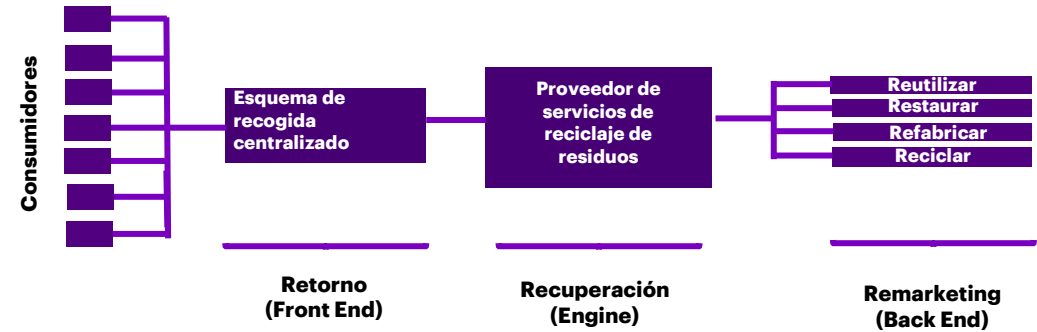 Consumidores
Esquema de
recogida
centralizado
Proveedor de
servicios de
reciclaje de
residuos
Reutilizar
Restaurar
Refabricar
Reciclar
Retorno
(Front End)
Recuperación
(Engine)
Remarketing
(Back End)